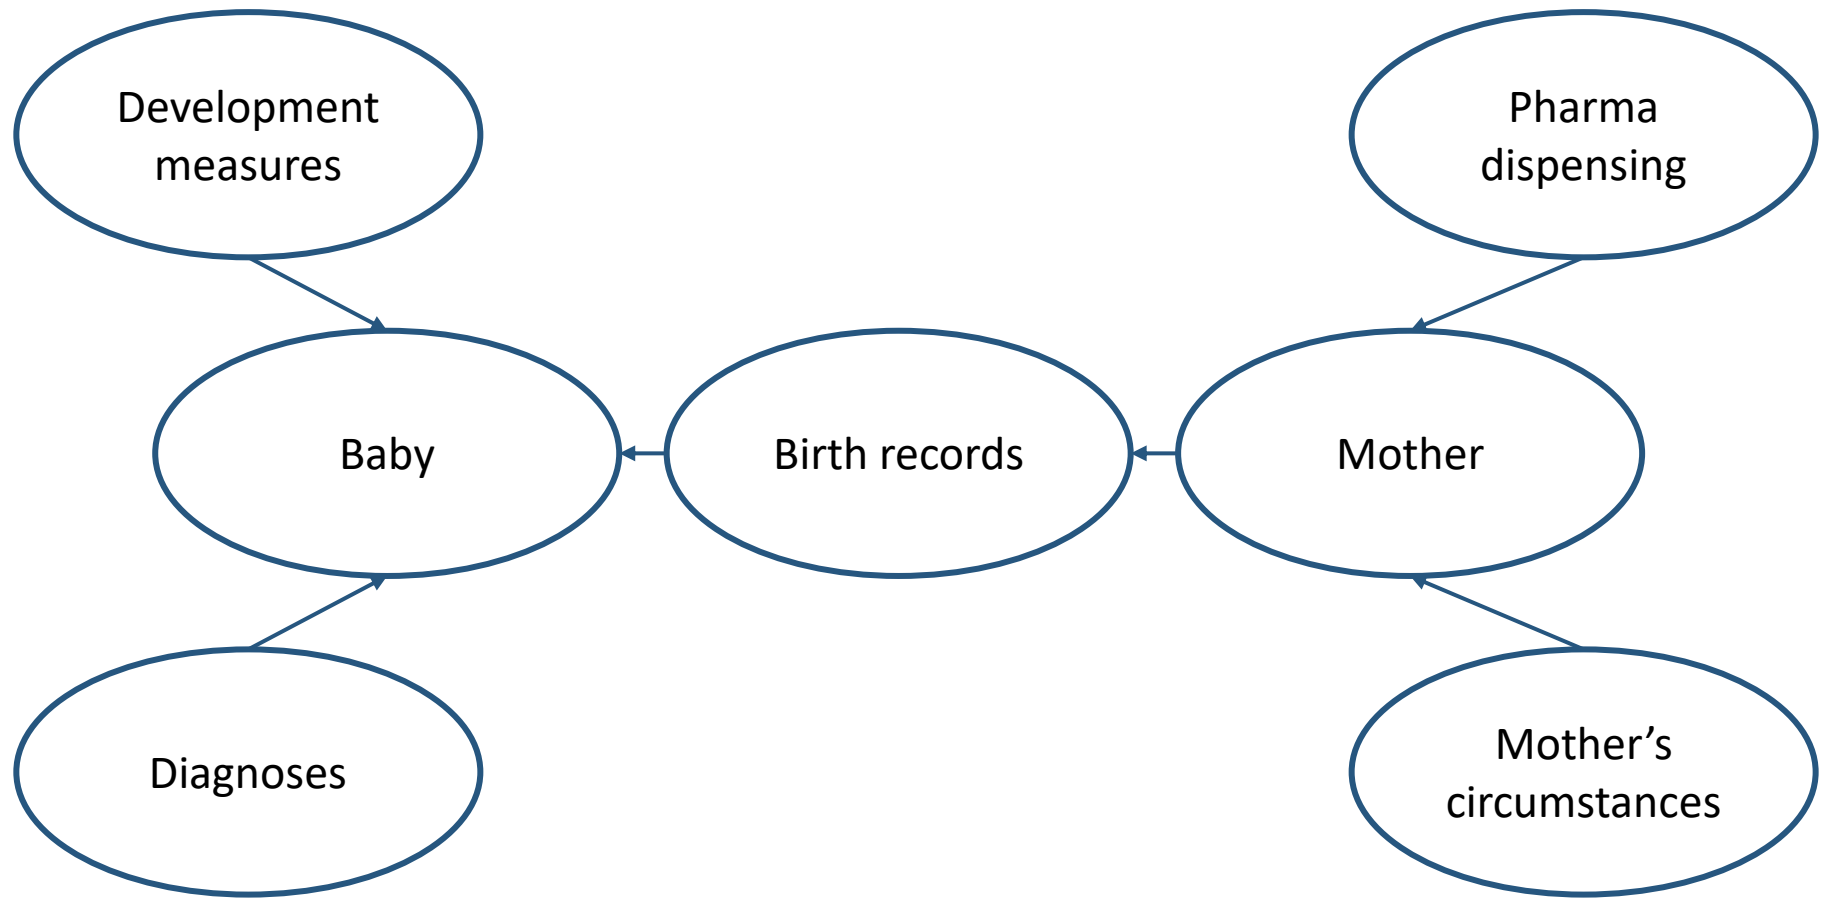 Development
measures
Pharma
dispensing
Baby
Birth records
Mother
Diagnoses
Mother’s
circumstances